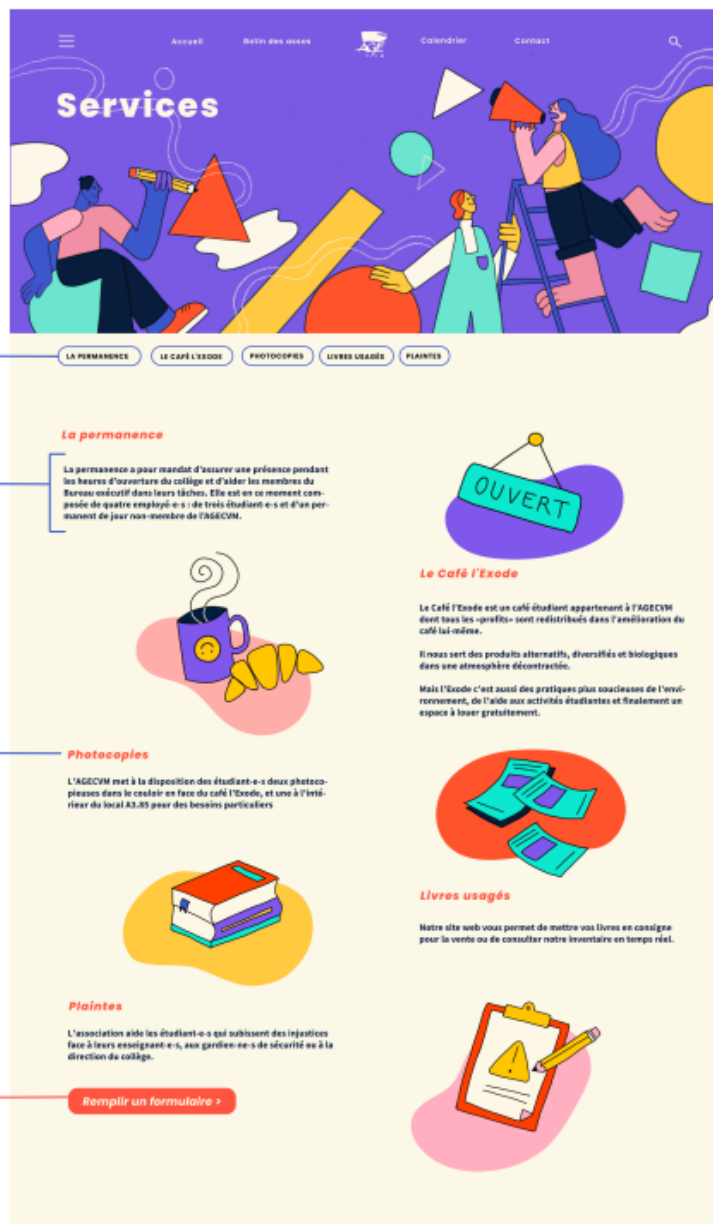 Accueil
Botin des assos
AGE
Calendrier
Contact
Services
LA PERMANENCE
LE CAFÉ L'EXODE
PHOTOCOPIES
LIVRES USAGÉS
PLAINTES
La permanence
La permanence a pour mandat d'assurer une présence pendant
les heures d'ouverture du collège et d'aider les membres du
Bureau exécutif dans leurs tâches. Elle est en ce moment com-
posée de quatre employé·e·s : de trois étudiant·e·s et d'un per-
manent de jour non-membre de l'AGECVM.
OUVERT
Le Café l'Exode
Le Café l'Exode est un café étudiant appartenant à l'AGECVM
dont tous les «profits» sont redistribués dans l'amélioration du
café lui-même.
Il nous sert des produits alternatifs, diversifiés et biologiques
dans une atmosphère décontractée.
Mais l'Exode c'est aussi des pratiques plus soucieuses de l'envi-
ronnement, de l'aide aux activités étudiantes et finalement un
espace à louer gratuitement.
Photocopies
L'AGECVM met à la disposition des étudiant-e-s deux photoco-
pieuses dans le couloir en face du café l'Exode, et une à l'inté-
rieur du local A3.85 pour des besoins particuliers
Livres usagés
Notre site web vous permet de mettre vos livres en consigne
pour la vente ou de consulter notre inventaire en temps réel.
Plaintes
L'association aide les étudiant·e·s qui subissent des injustices
face à leurs enseignant·e·s, aux gardien·ne·s de sécurité ou à la
direction du collège.
Remplir un formulaire >